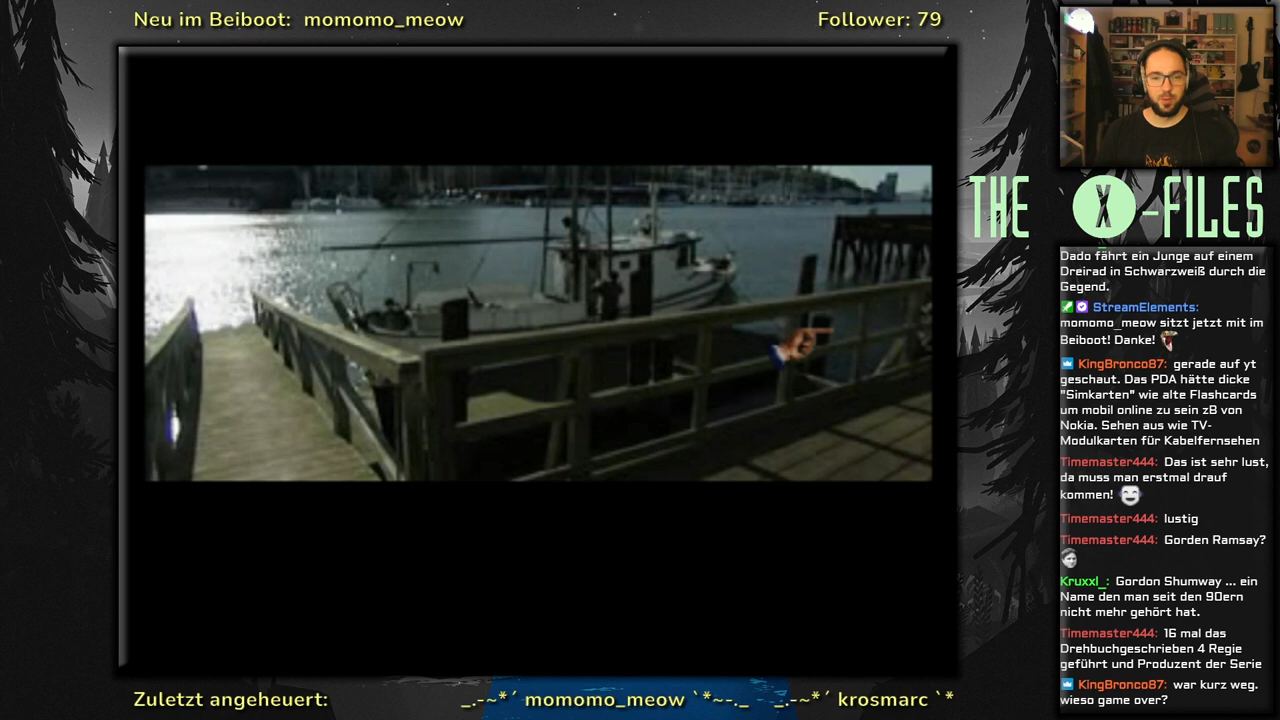 Neu im Beiboot: momomo_meow
Follower: 79
THE X-FILES
Dado fährt ein Junge auf einem
Dreirad in Schwarzweiß durch die
Gegend.
StreamElements:
momomo_meow sitzt jetzt mit im
Beiboot! Danke!
KingBronco87: gerade auf yt
geschaut. Das PDA hätte dicke
"Simkarten" wie alte Flashcards
um mobil online zu sein zB von
Nokia. Sehen aus wie TV-
Modulkarten für Kabelfernsehen
Timemaster444: Das ist sehr lust,
da muss man erstmal drauf
kommen!
Timemaster444: lustig
Timemaster444: Gorden Ramsay?
Kruxxl_: Gordon Shumway ... ein
Name den man seit den 90ern
nicht mehr gehört hat.
Timemaster444: 16 mal das
Drehbuchgeschrieben 4 Regie
geführt und Produzent der Serie
KingBronco87: war kurz weg.
wieso game over?
Zuletzt angeheuert:
_.-~*´ momomo_meow `*~-._ _.-~*´ krosmarc `*